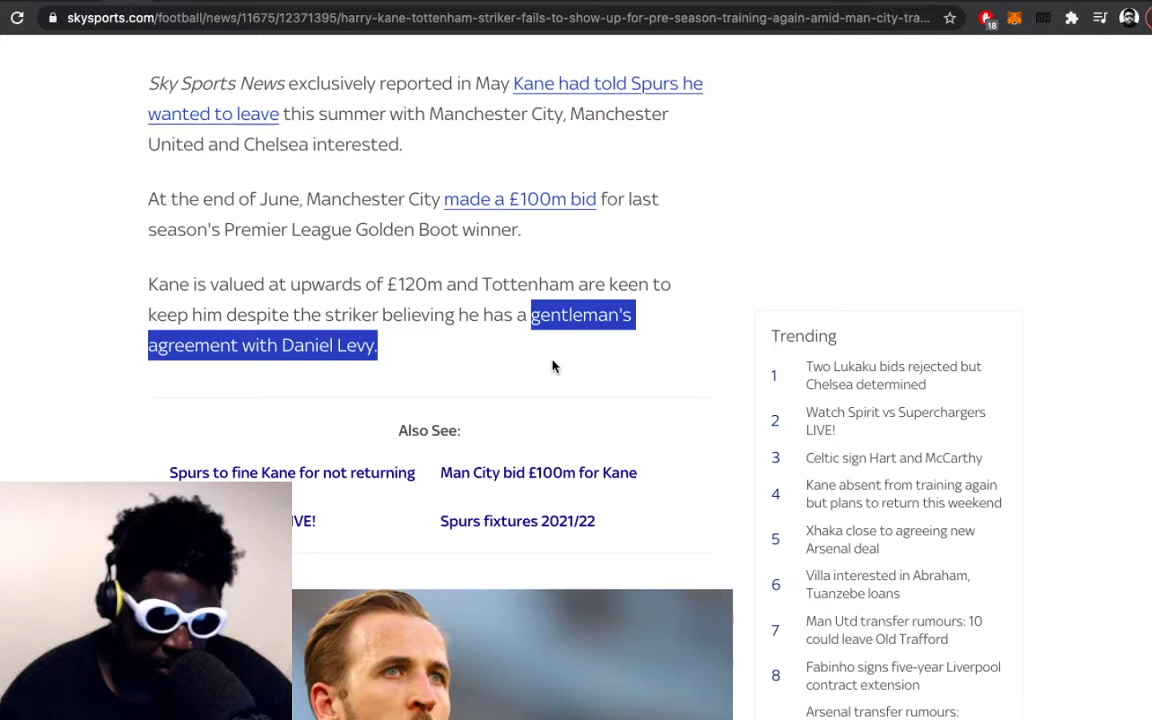 skysports.com/football/news/11675/12371395/harry-kane-tottenham-striker-fails-to-show-up-for-pre-season-training-again-amid-man-city-tra...
18
Sky Sports News exclusively reported in May Kane had told Spurs he
wanted to leave this summer with Manchester City, Manchester
United and Chelsea interested.
At the end of June, Manchester City made a £100m bid for last
season's Premier League Golden Boot winner.
Kane is valued at upwards of £120m and Tottenham are keen to
keep him despite the striker believing he has a gentleman's
agreement with Daniel Levy.
Also See:
Spurs to fine Kane for not returning
Man City bid £100m for Kane
IVE!
Spurs fixtures 2021/22
Trending
1 Two Lukaku bids rejected but
Chelsea determined
2 Watch Spirit vs Superchargers
LIVE!
3 Celtic sign Hart and McCarthy
4 Kane absent from training again
but plans to return this weekend
5 Xhaka close to agreeing new
Arsenal deal
6 Villa interested in Abraham,
Tuanzebe loans
7 Man Utd transfer rumours: 10
could leave Old Trafford
8 Fabinho signs five-year Liverpool
contract extension
Arsenal transfer rumours: